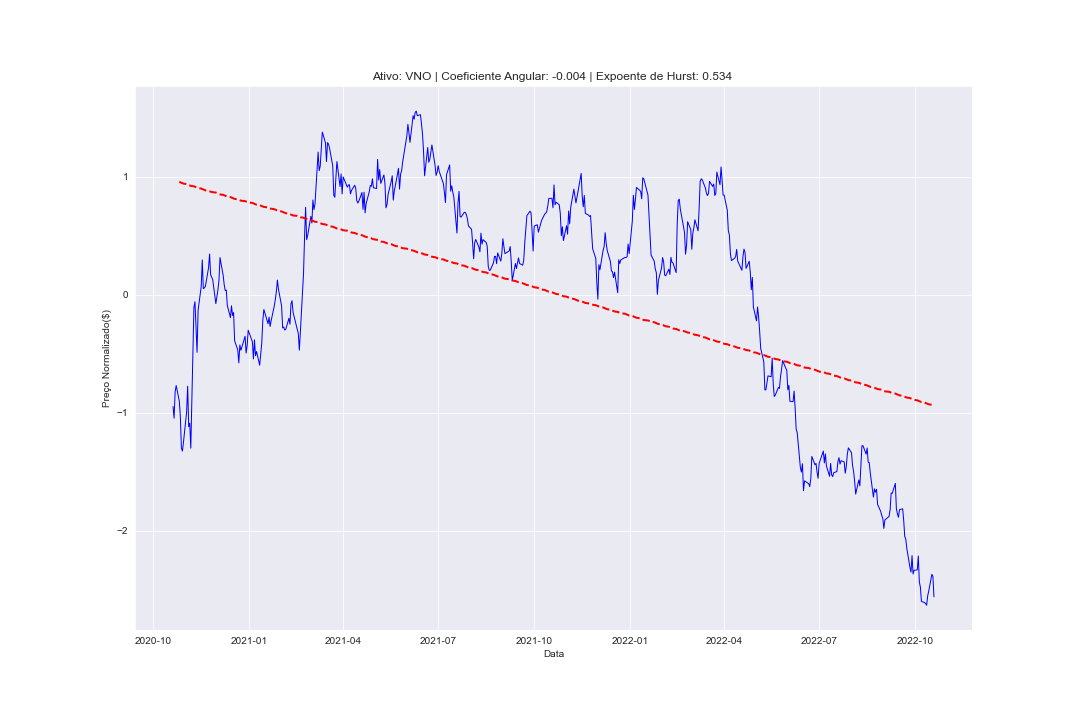 Ativo: VNO | Coeficiente Angular: -0.004 | Expoente de Hurst: 0.534
Preço Normalizado($)
1
0
−1
−2
2020-10 2021-01 2021-04 2021-07 2021-10 2022-01 2022-04 2022-07 2022-10
Data